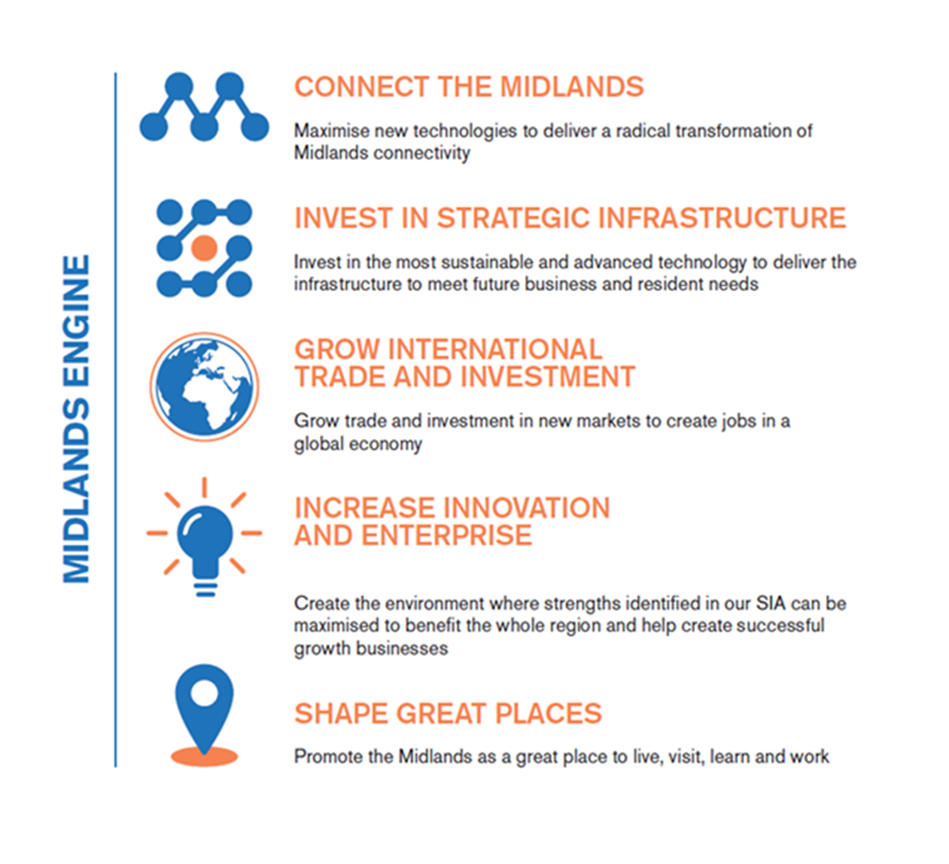 MIDLANDS ENGINE
CONNECT THE MIDLANDS
Maximise new technologies to deliver a radical transformation of
Midlands connectivity
INVEST IN STRATEGIC INFRASTRUCTURE
Invest in the most sustainable and advanced technology to deliver the
infrastructure to meet future business and resident needs
GROW INTERNATIONAL
TRADE AND INVESTMENT
Grow trade and investment in new markets to create jobs in a
global economy
INCREASE INNOVATION
AND ENTERPRISE
Create the environment where strengths identified in our SIA can be
maximised to benefit the whole region and help create successful
growth businesses
SHAPE GREAT PLACES
Promote the Midlands as a great place to live, visit, learn and work